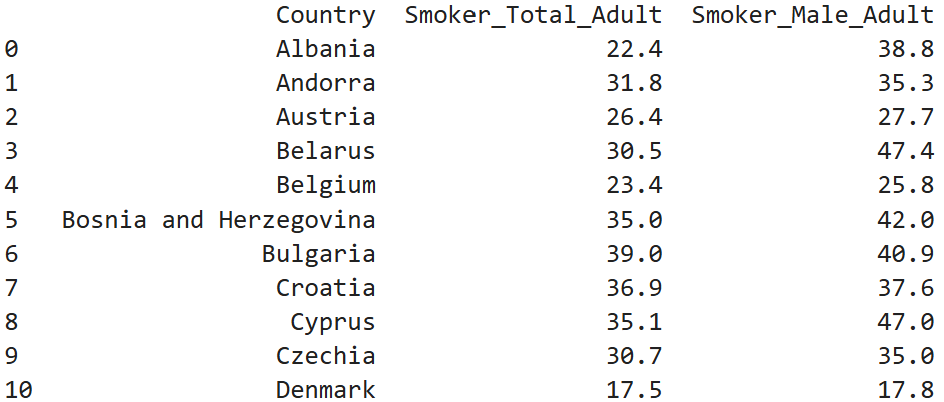 Country Smoker_Total_Adult Smoker_Male_Adult
0 Albania 22.4 38.8
1 Andorra 31.8 35.3
2 Austria 26.4 27.7
3 Belarus 30.5 47.4
4 Belgium 23.4 25.8
5 Bosnia and Herzegovina 35.0 42.0
6 Bulgaria 39.0 40.9
7 Croatia 36.9 37.6
8 Cyprus 35.1 47.0
9 Czechia 30.7 35.0
10 Denmark 17.5 17.8